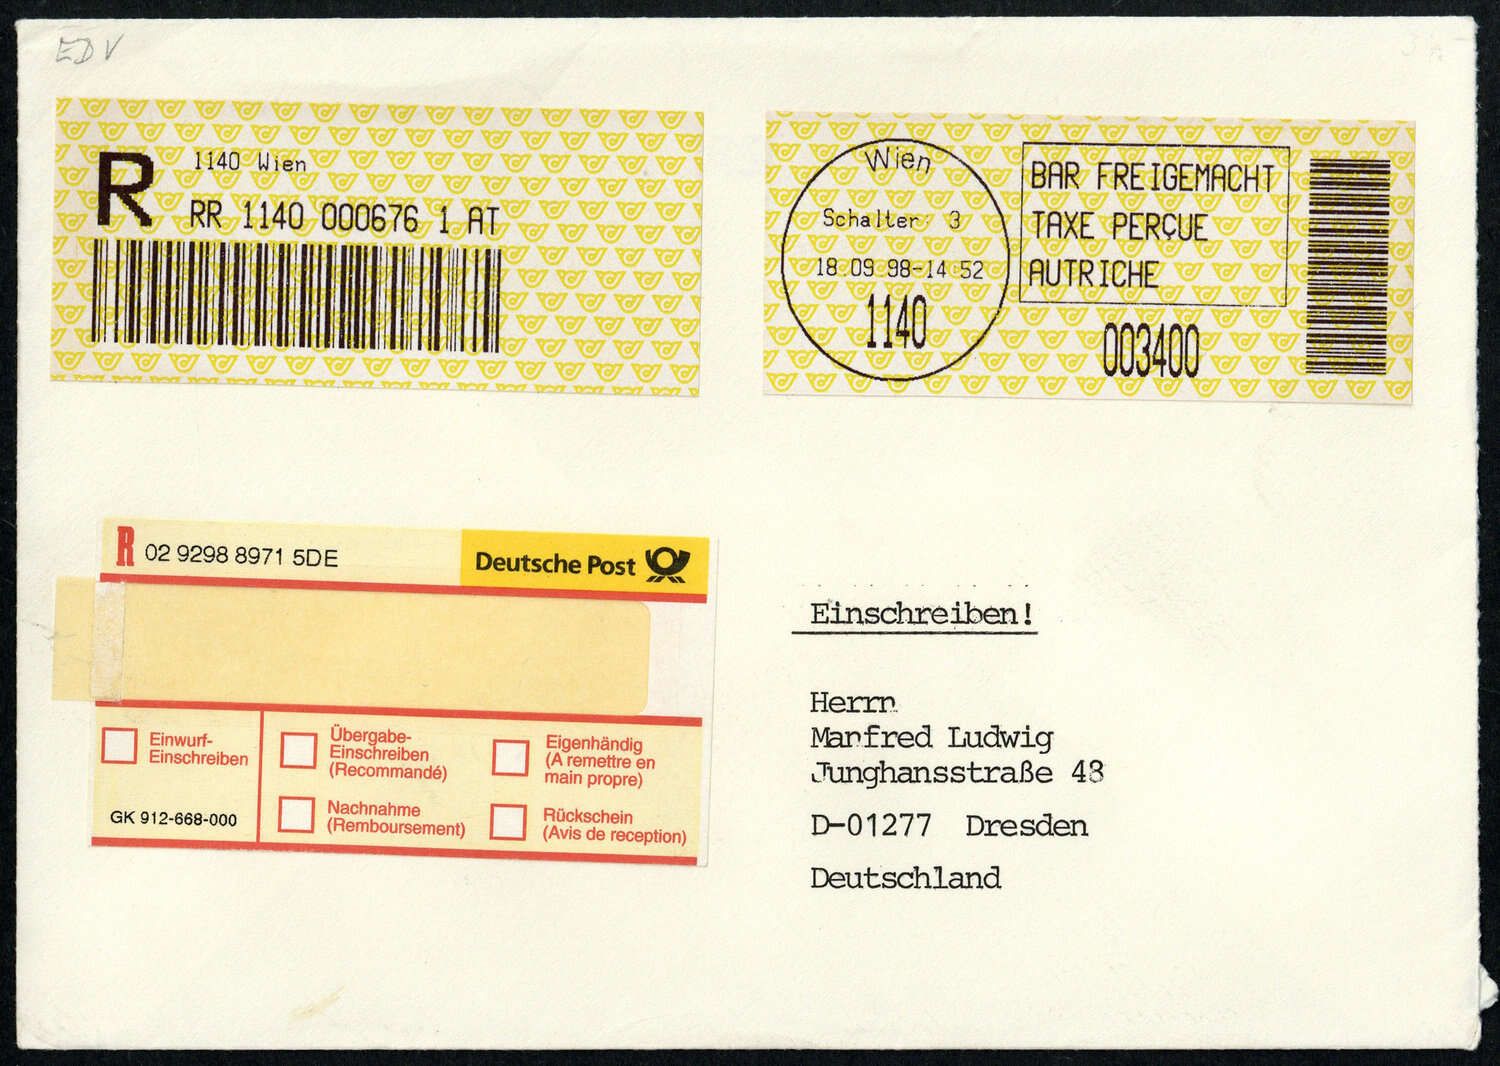 EDV
R
1140 Wien
RR 1140 000676 1 AT
Wien
Schalter: 3
18.09.98-14:52
1140
BAR FREIGEMACHT
TAXE PERÇUE
AUTRICHE
003400
R 02 9298 8971 5DE
Deutsche Post
Einwurf-
Einschreiben
GK 912-668-000
Übergabe-
Einschreiben
(Recommandé)
Nachnahme
(Remboursement)
Eigenhändig
(A remettre en
main propre)
Rückschein
(Avis de reception)
Einschreiben!
Herrn
Manfred Ludwig
Junghansstraße 48
D-01277 Dresden
Deutschland